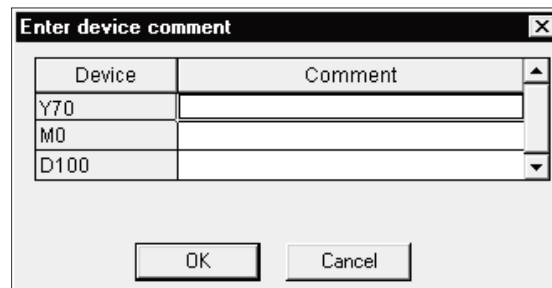 Enter device comment
Device Comment
Y70
M0
D100
OK Cancel